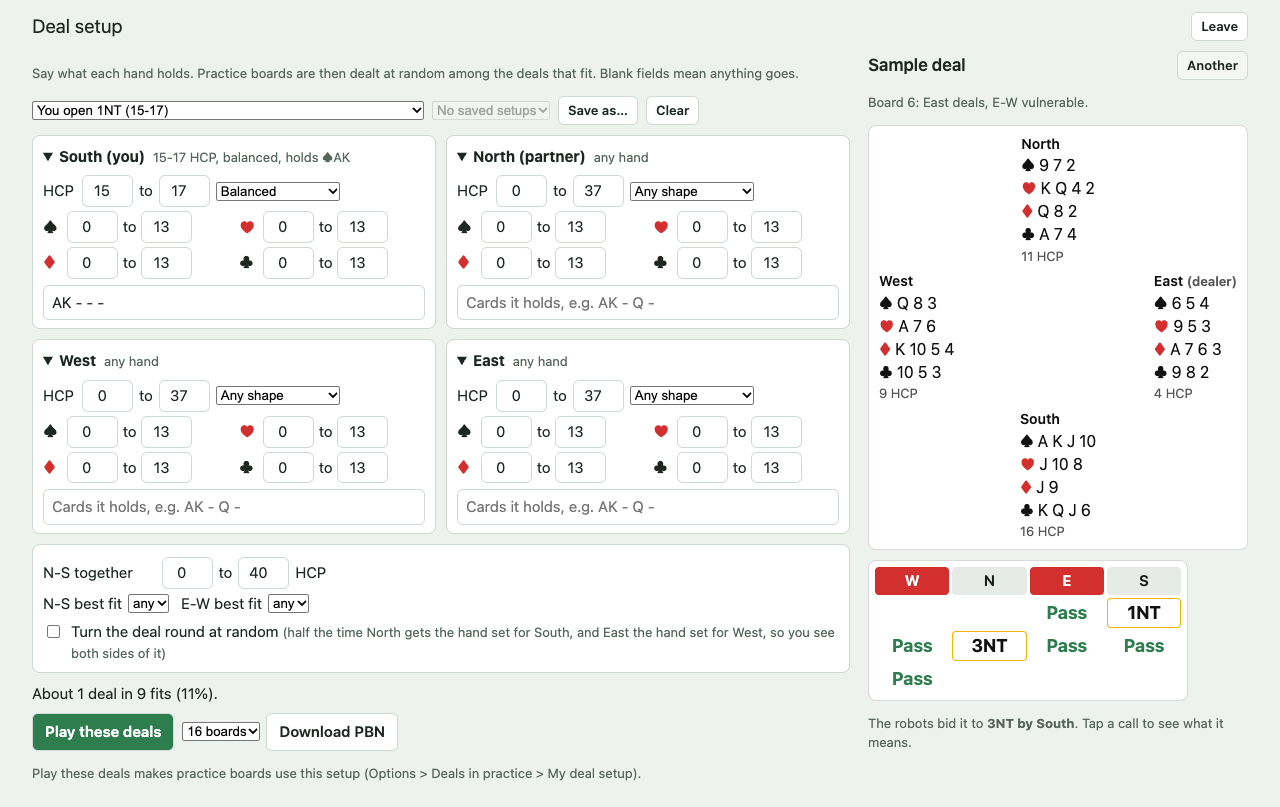 Deal setup
Leave
Say what each hand holds. Practice boards are then dealt at random among the deals that fit. Blank fields mean anything goes.
You open 1NT (15-17)
No saved setups
Save as...
Clear
▼ South (you) 15-17 HCP, balanced, holds ♠AK
HCP 15 to 17 Balanced
♠ 0 to 13 ♥ 0 to 13
♦ 0 to 13 ♣ 0 to 13
AK - - -
▼ North (partner) any hand
HCP 0 to 37 Any shape
♠ 0 to 13 ♥ 0 to 13
♦ 0 to 13 ♣ 0 to 13
Cards it holds, e.g. AK - Q -
▼ West any hand
HCP 0 to 37 Any shape
♠ 0 to 13 ♥ 0 to 13
♦ 0 to 13 ♣ 0 to 13
Cards it holds, e.g. AK - Q -
▼ East any hand
HCP 0 to 37 Any shape
♠ 0 to 13 ♥ 0 to 13
♦ 0 to 13 ♣ 0 to 13
Cards it holds, e.g. AK - Q -
N-S together 0 to 40 HCP
N-S best fit any E-W best fit any
Turn the deal round at random (half the time North gets the hand set for South, and East the hand set for West, so you see
both sides of it)
About 1 deal in 9 fits (11%).
Play these deals
16 boards
Download PBN
Play these deals makes practice boards use this setup (Options > Deals in practice > My deal setup).
Sample deal
Another
Board 6: East deals, E-W vulnerable.
North
♠ 9 7 2
♥ K Q 4 2
♦ Q 8 2
♣ A 7 4
11 HCP
West
♠ Q 8 3
♥ A 7 6
♦ K 10 5 4
♣ 10 5 3
9 HCP
East (dealer)
♠ 6 5 4
♥ 9 5 3
♦ A 7 6 3
♣ 9 8 2
4 HCP
South
♠ A K J 10
♥ J 10 8
♦ J 9
♣ K Q J 6
16 HCP
W N E S
Pass 1NT
Pass 3NT Pass Pass
Pass
The robots bid it to 3NT by South. Tap a call to see what it
means.